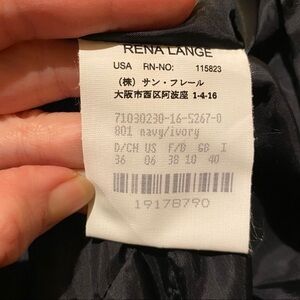 RENA LANGE
USA RN-NO: 115823
(株) サン・フレール
大阪市西区阿波座 1-4-16
71030230-16-5267-0
801 navy/ivory
D/CH US F/B GB I
36 06 38 10 40
19178790